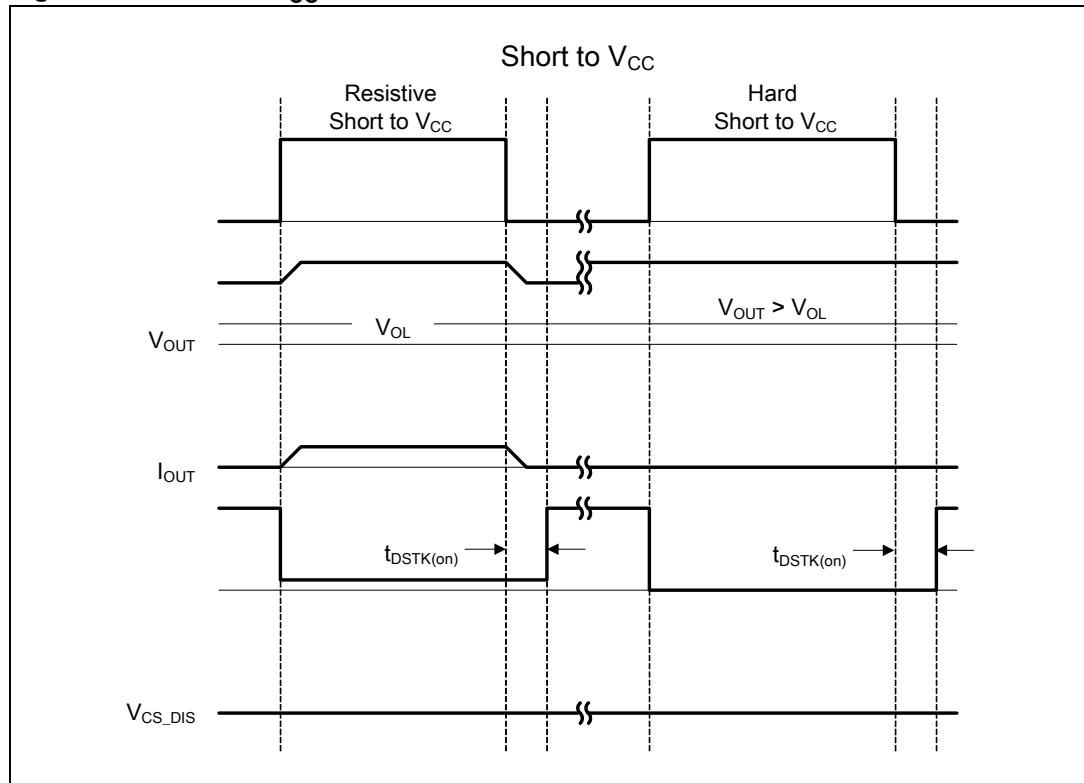 Short to VCC
Resistive
Short to VCC
Hard
Short to VCC
VOUT > VOL
VOL
VOUT
IOUT
tDSTK(on)
tDSTK(on)
VCS_DIS